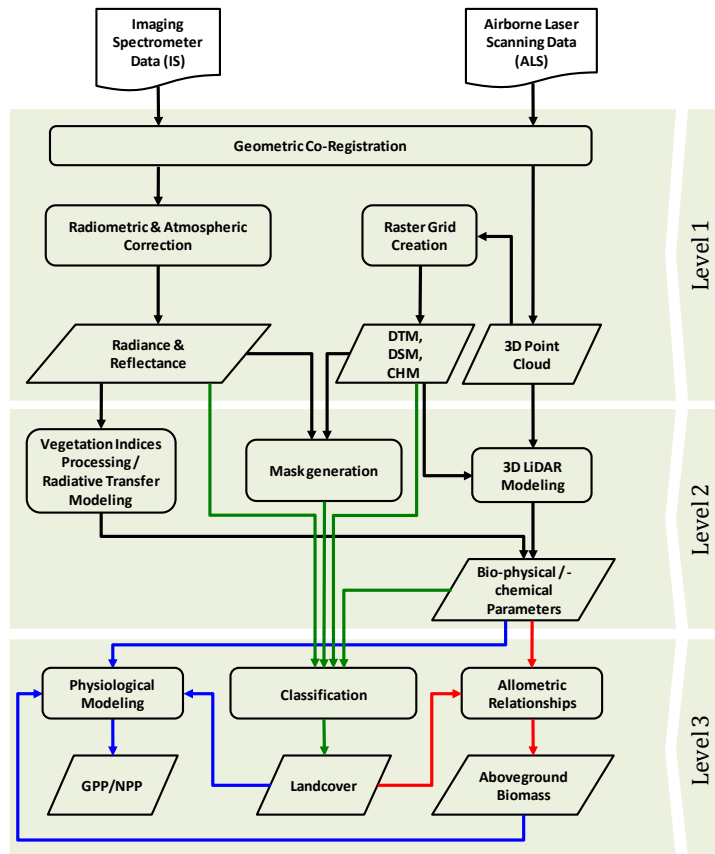 Imaging
Spectrometer
Data (IS)
Airborne Laser
Scanning Data
(ALS)
Geometric Co-Registration
Radiometric & Atmospheric
Correction
Raster Grid
Creation
Level 1
Radiance &
Reflectance
DTM,
DSM,
CHM
3D Point
Cloud
Vegetation Indices
Processing /
Radiative Transfer
Modeling
Mask generation
3D LiDAR
Modeling
Level 2
Bio-physical / -
chemical
Parameters
Physiological
Modeling
Classification
Allometric
Relationships
Level 3
GPP/NPP
Landcover
Aboveground
Biomass